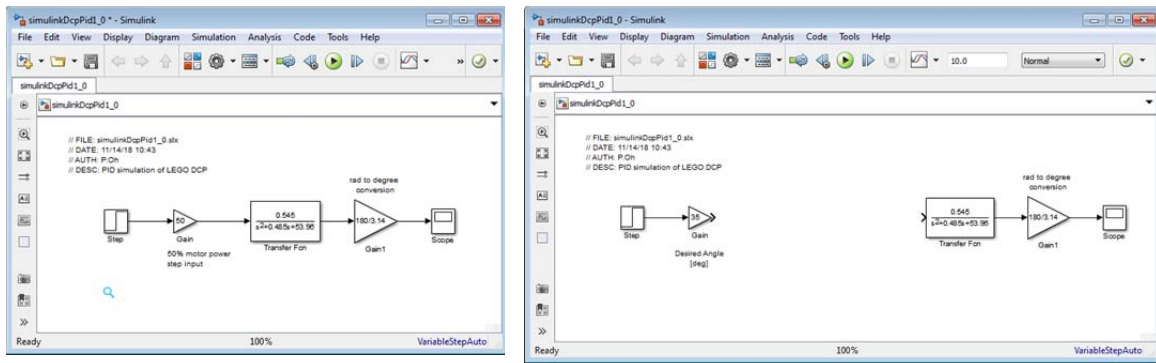 simulinkDcpPid1_0 * - Simulink
File Edit View Display Diagram Simulation Analysis Code Tools Help
simulinkDcpPid1_0
simulinkDcpPid1_0
// FILE: simulinkDcpPid1_0.slx
// DATE: 11/14/18 10:43
// AUTH: P.Oh
// DESC: PID simulation of LEGO DCP
rad to degree
conversion
50
0.545
s²+0.485s+53.96
180/3.14
Step
Gain
Transfer Fcn
Gain1
Scope
50% motor power
step input
Ready 100% VariableStepAuto
simulinkDcpPid1_0 - Simulink
File Edit View Display Diagram Simulation Analysis Code Tools Help
10.0 Normal
simulinkDcpPid1_0
simulinkDcpPid1_0
// FILE: simulinkDcpPid1_0.slx
// DATE: 11/14/18 10:43
// AUTH: P.Oh
// DESC: PID simulation of LEGO DCP
rad to degree
conversion
35
0.545
s²+0.485s+53.96
180/3.14
Step
Gain
Transfer Fcn
Gain1
Scope
Desired Angle
[deg]
Ready 100% VariableStepAuto